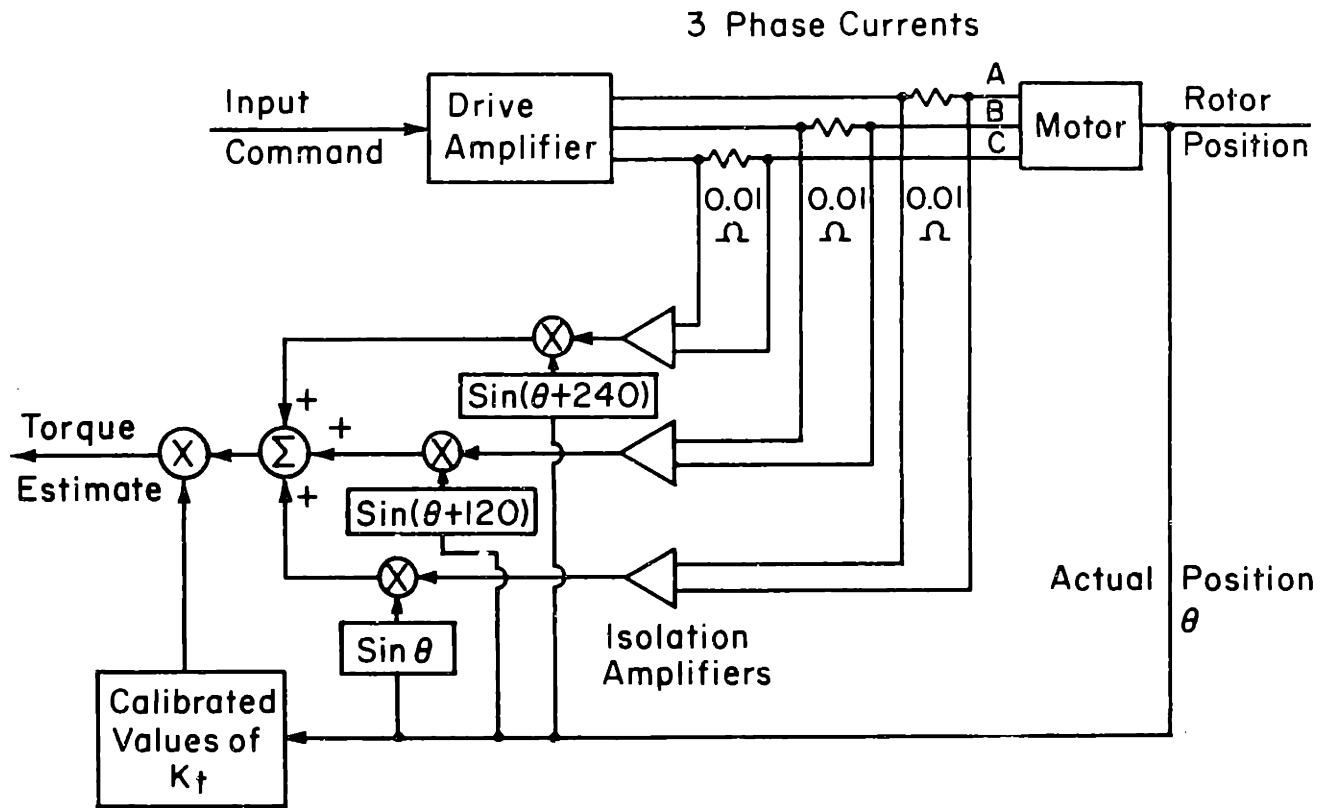 3 Phase Currents
Input
Command
Drive
Amplifier
A
B
C
Motor
Rotor
Position
0.01
Ω
0.01
Ω
0.01
Ω
X
Sin(θ+240)
+
+
+
Torque
Estimate
X
Σ
X
Sin(θ+120)
X
Sin θ
Isolation
Amplifiers
Actual Position
θ
Calibrated
Values of
Kt